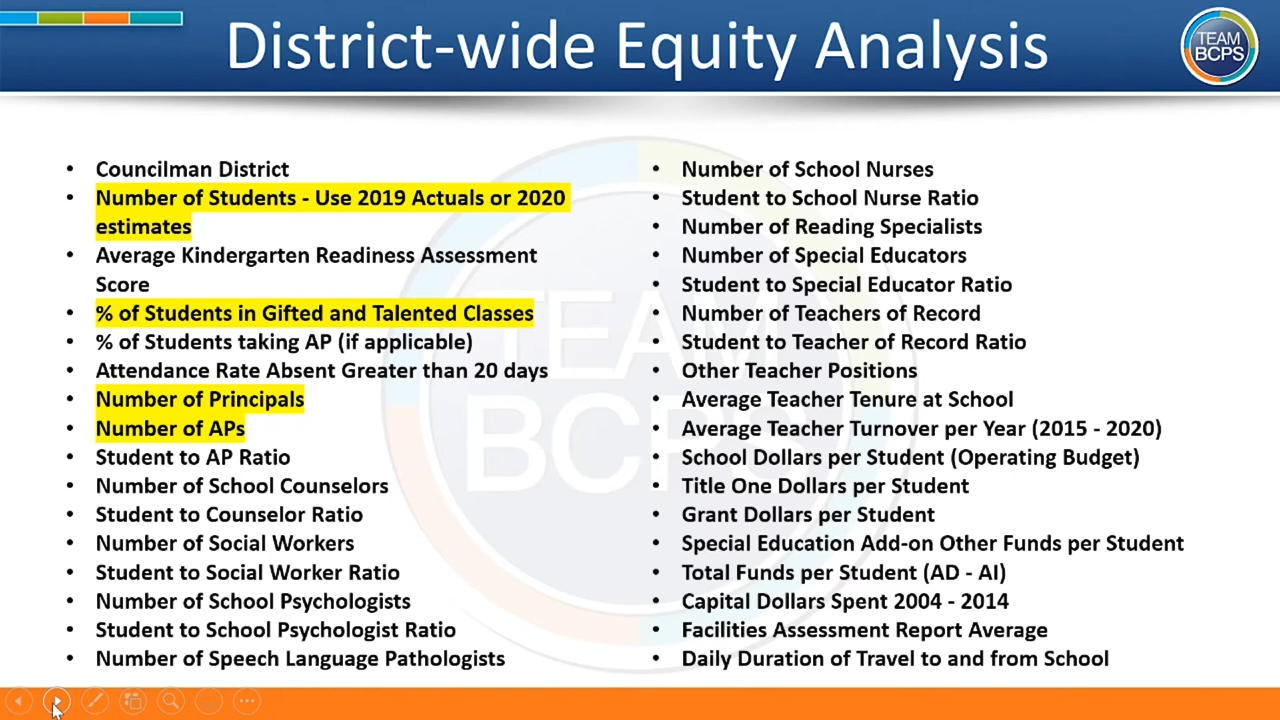 District-wide Equity Analysis
TEAM
BCPS
• Councilman District
• Number of Students - Use 2019 Actuals or 2020
estimates
• Average Kindergarten Readiness Assessment
Score
• % of Students in Gifted and Talented Classes
• % of Students taking AP (if applicable)
• Attendance Rate Absent Greater than 20 days
• Number of Principals
• Number of APs
• Student to AP Ratio
• Number of School Counselors
• Student to Counselor Ratio
• Number of Social Workers
• Student to Social Worker Ratio
• Number of School Psychologists
• Student to School Psychologist Ratio
• Number of Speech Language Pathologists
• Number of School Nurses
• Student to School Nurse Ratio
• Number of Reading Specialists
• Number of Special Educators
• Student to Special Educator Ratio
• Number of Teachers of Record
• Student to Teacher of Record Ratio
• Other Teacher Positions
• Average Teacher Tenure at School
• Average Teacher Turnover per Year (2015 - 2020)
• School Dollars per Student (Operating Budget)
• Title One Dollars per Student
• Grant Dollars per Student
• Special Education Add-on Other Funds per Student
• Total Funds per Student (AD - AI)
• Capital Dollars Spent 2004 - 2014
• Facilities Assessment Report Average
• Daily Duration of Travel to and from School
TEAM
BCPS